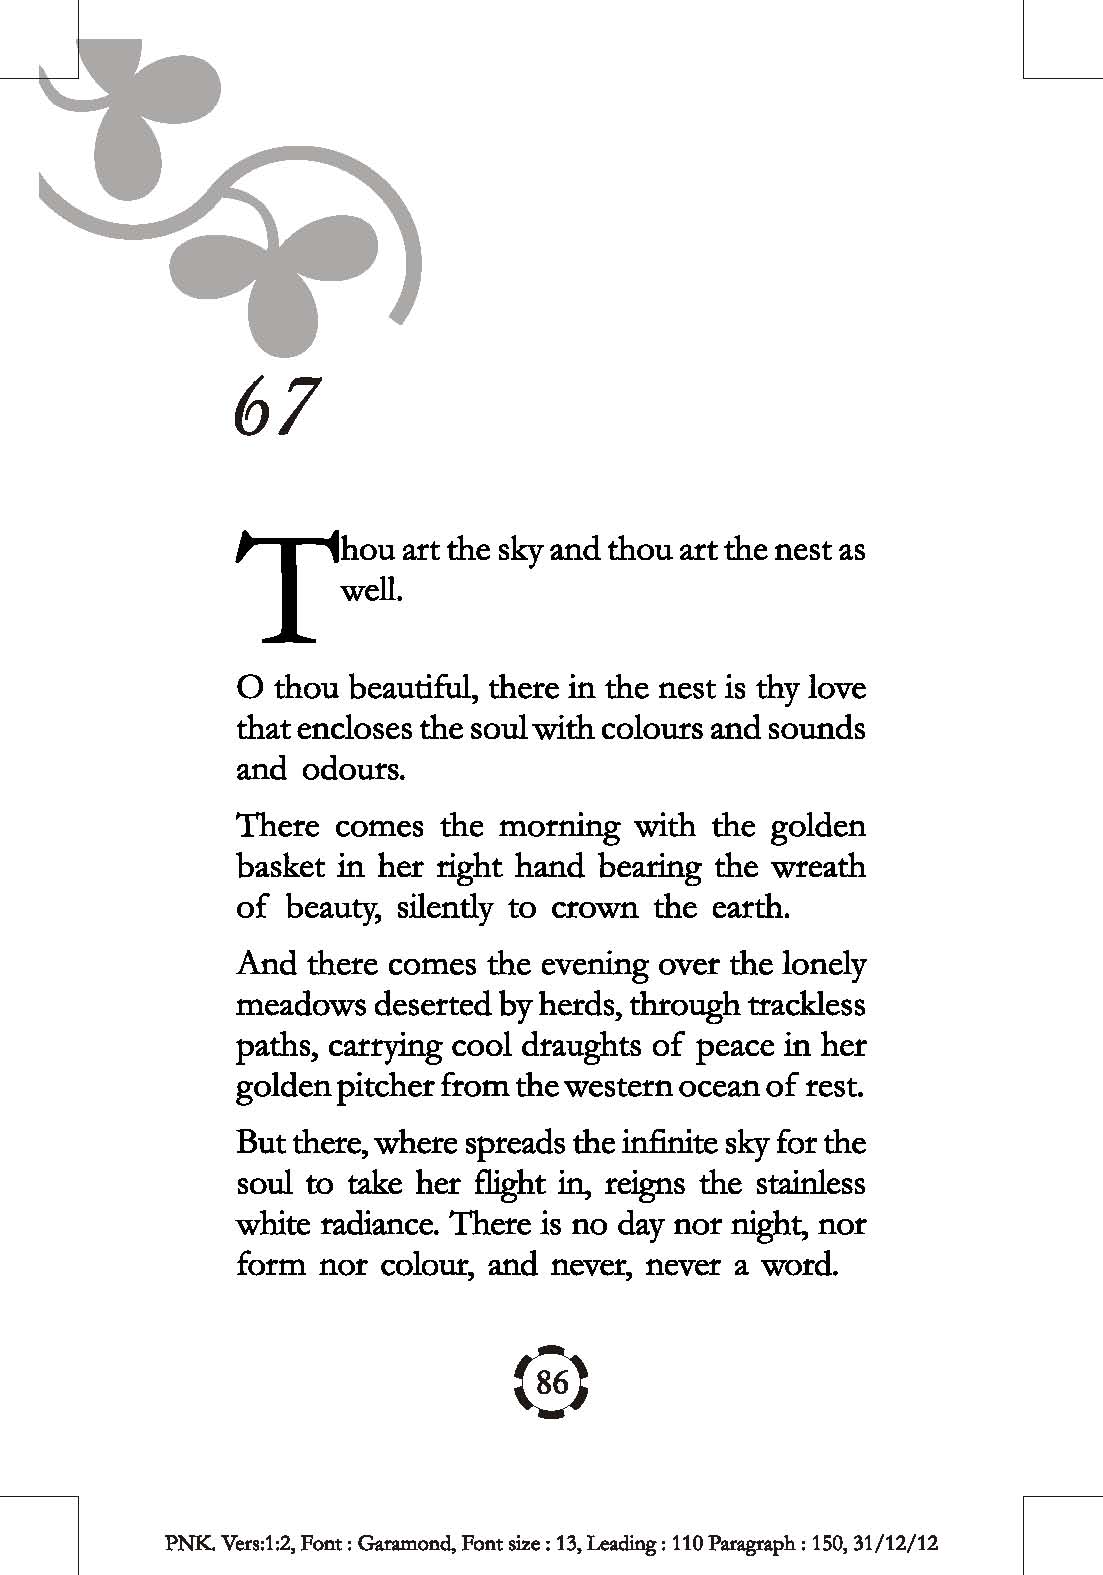 67
Thou art the sky and thou art the nest as
well.
O thou beautiful, there in the nest is thy love
that encloses the soul with colours and sounds
and odours.
There comes the morning with the golden
basket in her right hand bearing the wreath
of beauty, silently to crown the earth.
And there comes the evening over the lonely
meadows deserted by herds, through trackless
paths, carrying cool draughts of peace in her
golden pitcher from the western ocean of rest.
But there, where spreads the infinite sky for the
soul to take her flight in, reigns the stainless
white radiance. There is no day nor night, nor
form nor colour, and never, never a word.
86
PNK. Vers:1:2, Font : Garamond, Font size : 13, Leading : 110 Paragraph : 150, 31/12/12